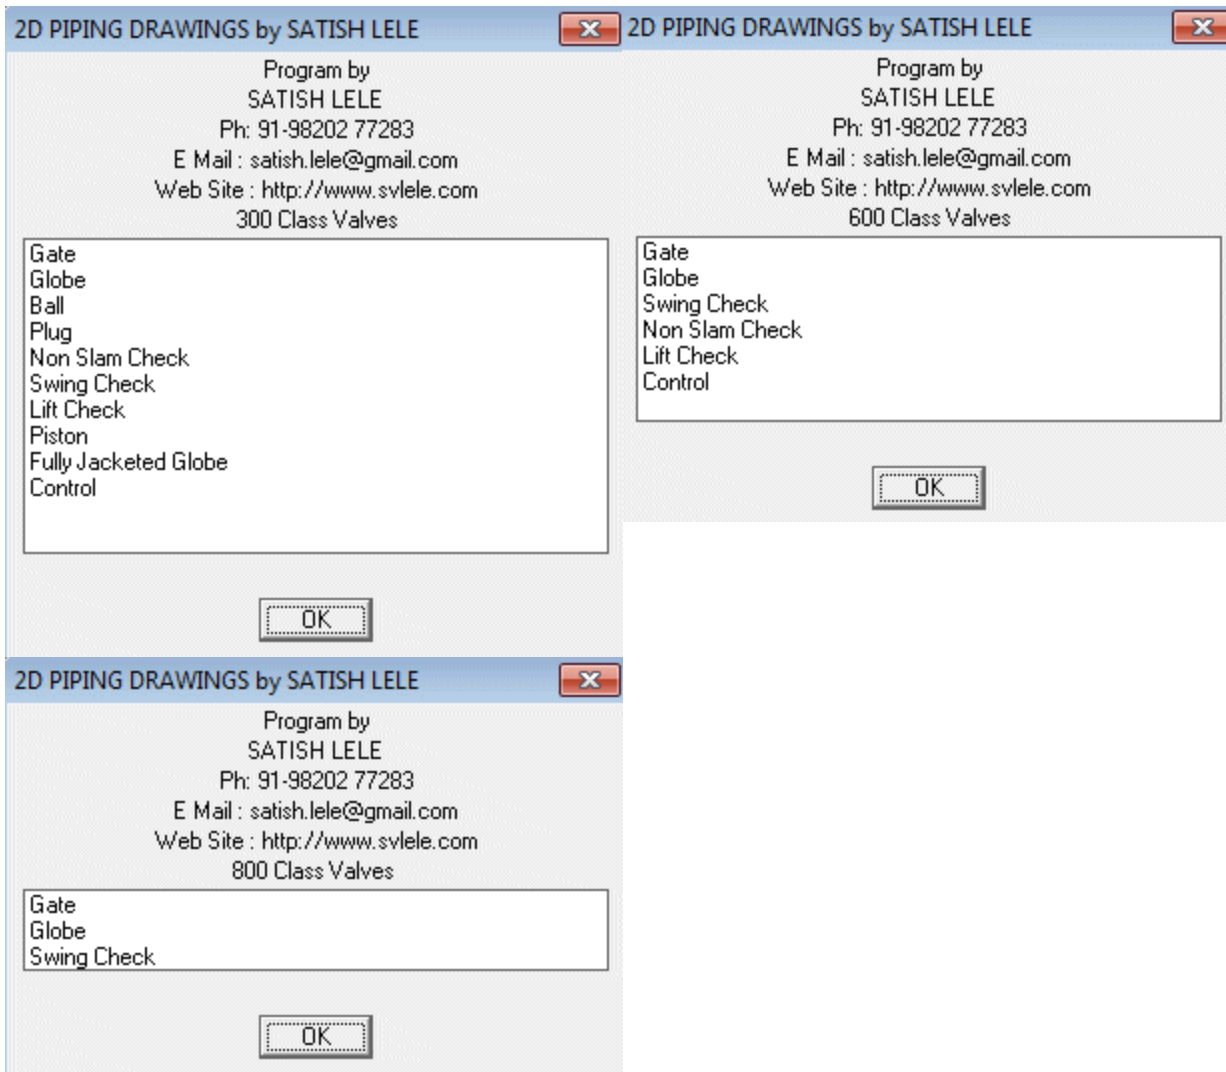 2D PIPING DRAWINGS by SATISH LELE
Program by
SATISH LELE
Ph: 91-98202 77283
E Mail : satish.lele@gmail.com
Web Site : http://www.svlele.com
300 Class Valves
Gate
Globe
Ball
Plug
Non Slam Check
Swing Check
Lift Check
Piston
Fully Jacketed Globe
Control
OK
2D PIPING DRAWINGS by SATISH LELE
Program by
SATISH LELE
Ph: 91-98202 77283
E Mail : satish.lele@gmail.com
Web Site : http://www.svlele.com
600 Class Valves
Gate
Globe
Swing Check
Non Slam Check
Lift Check
Control
OK
2D PIPING DRAWINGS by SATISH LELE
Program by
SATISH LELE
Ph: 91-98202 77283
E Mail : satish.lele@gmail.com
Web Site : http://www.svlele.com
800 Class Valves
Gate
Globe
Swing Check
OK